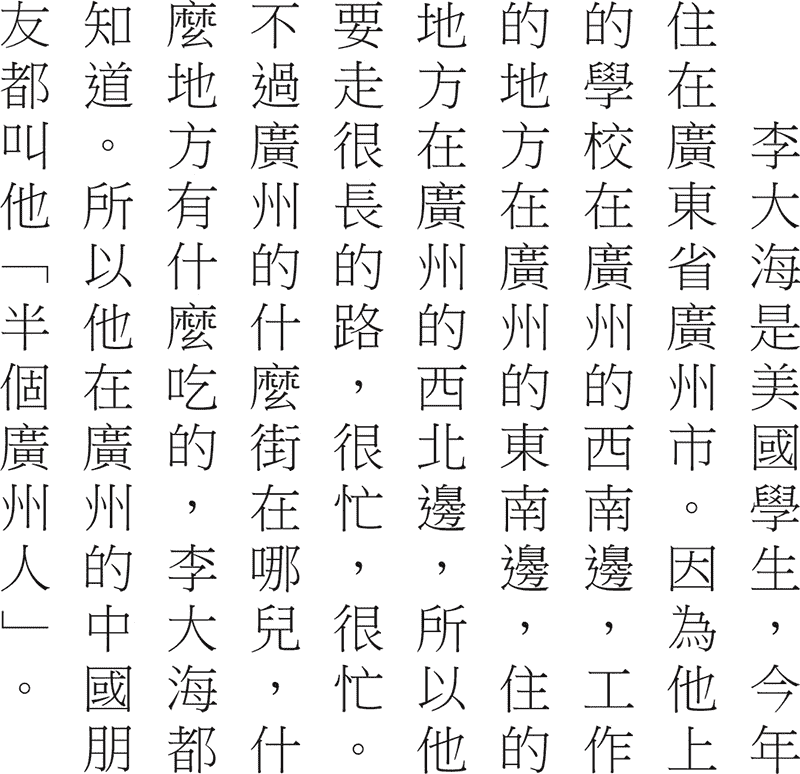 李大海是美國學生，今年
住在廣東省廣州市。因為他上
的學校在廣州的西南邊，工作
的地方在廣州的東南邊，住的
地方在廣州的西北邊，所以他
要走很長的路，很忙，很忙。
不過廣州的什麼街在哪兒，什
麼地方有什麼吃的，李大海都
知道。所以他在廣州的中國朋
友都叫他「半個廣州人」。